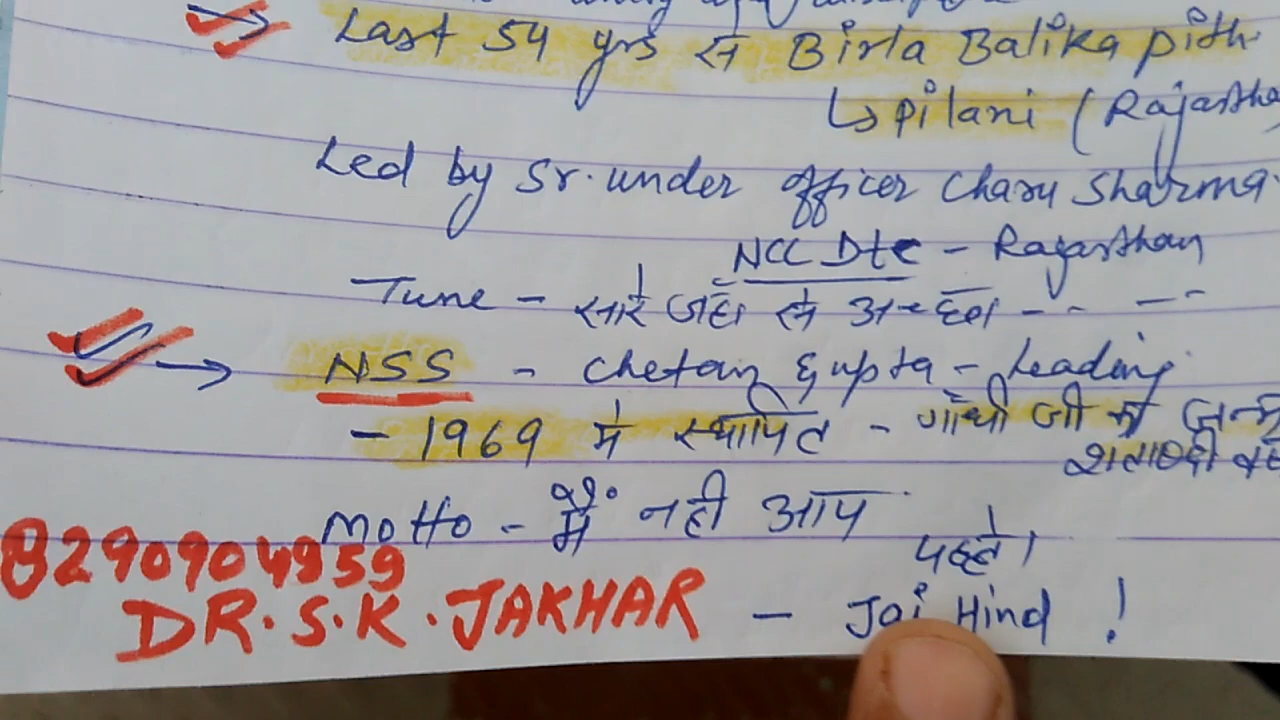 Last 54 yrs से Birla Balika pith
↳ pilani (Rajastha
Led by Sr. under officer Charu Sharma.
NCC Dte - Rajasthan
Tune - सारे जहां से अच्छा - - --
→ NSS - Chetan Gupta - Leading
- 1969 मे स्थापित - गाँधी जी के जन्म
शताब्दी
Motto - मैं नही आप
पहले।
8290904959
DR. S.K. JAKHAR - Jai Hind !